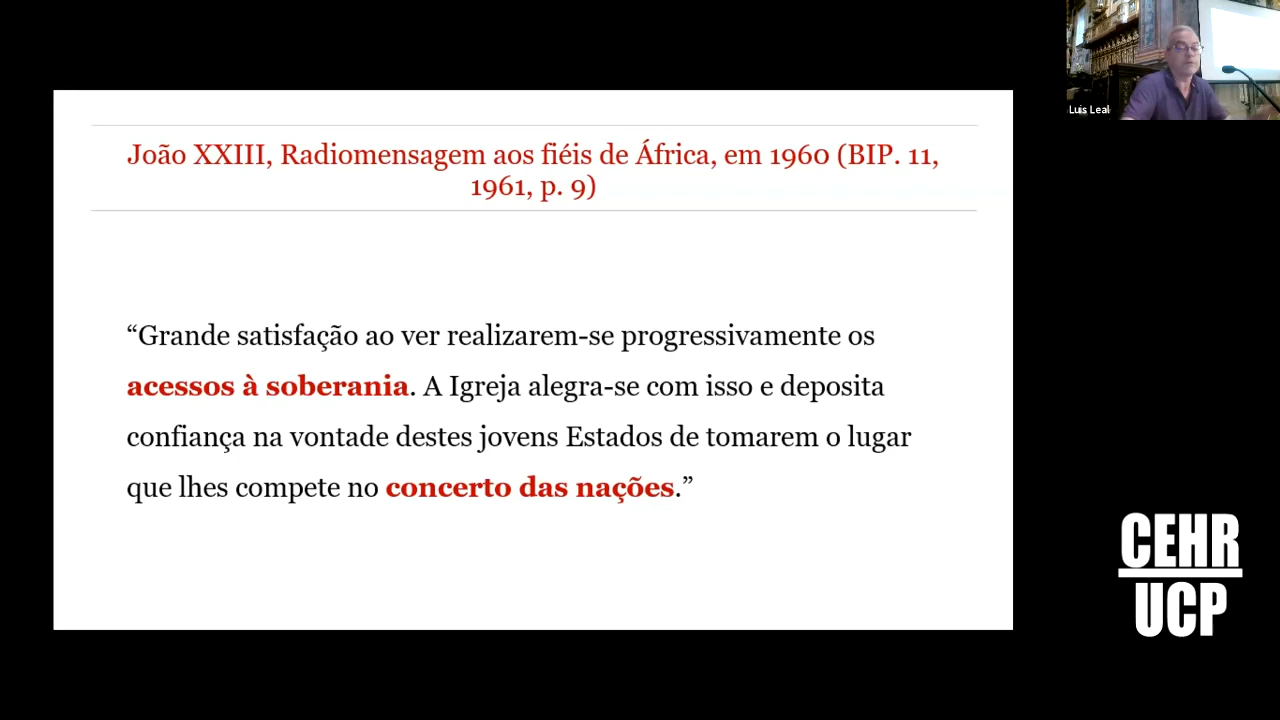 João XXIII, Radiomensagem aos fiéis de África, em 1960 (BIP. 11,
1961, p. 9)
“Grande satisfação ao ver realizarem-se progressivamente os
acessos à soberania. A Igreja alegra-se com isso e deposita
confiança na vontade destes jovens Estados de tomarem o lugar
que lhes compete no concerto das nações.”
Luis Leal
CEHR
UCP